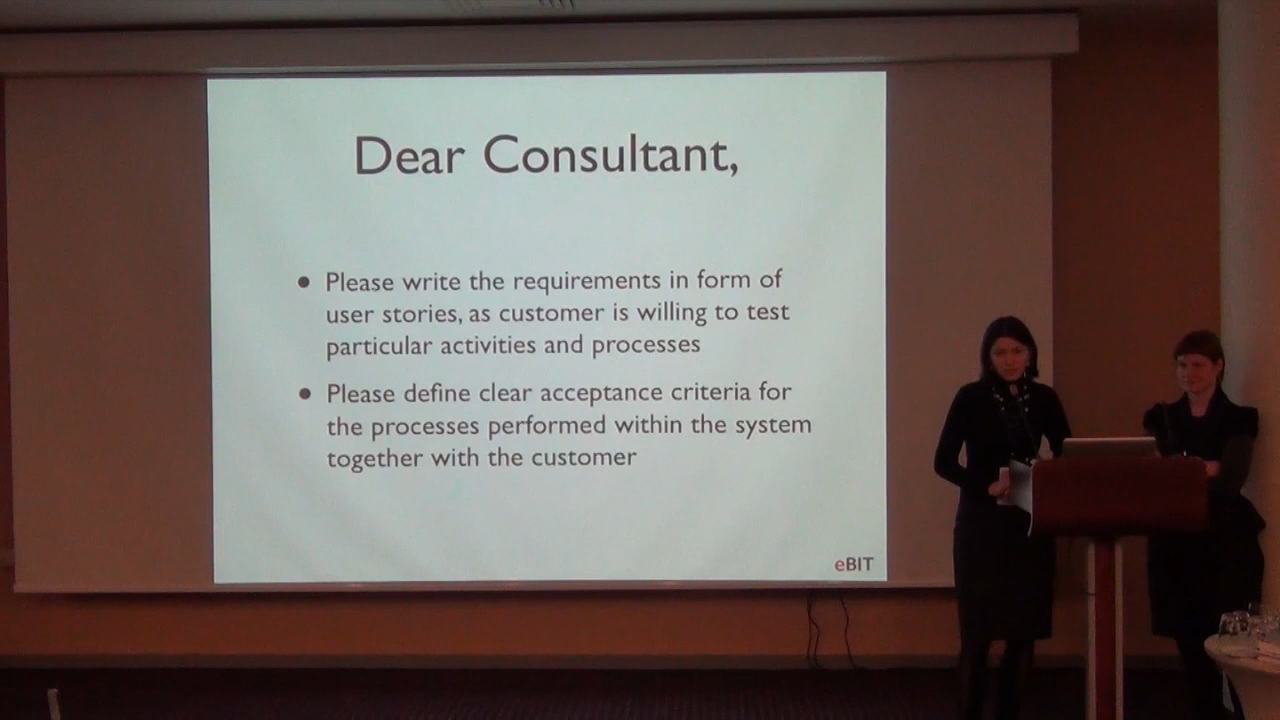 Dear Consultant,
• Please write the requirements in form of
user stories, as customer is willing to test
particular activities and processes
• Please define clear acceptance criteria for
the processes performed within the system
together with the customer
eBIT